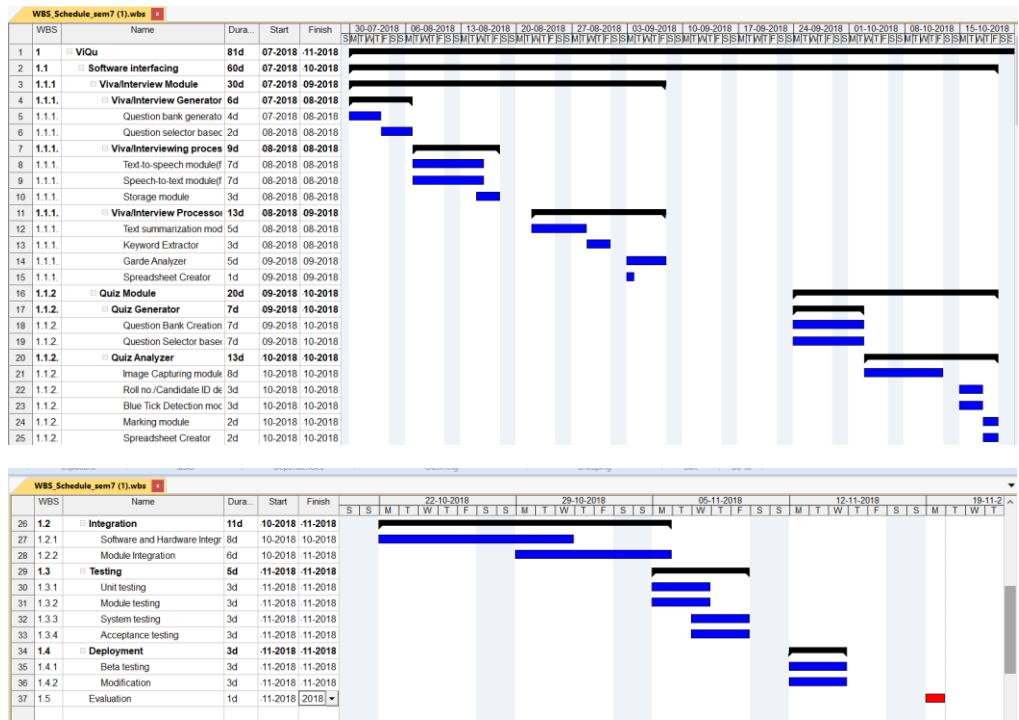 WBS_Schedule_sem7 (1).wbs x
WBS Name Dura... Start Finish 30-07-2018 06-08-2018 13-08-2018 20-08-2018 27-08-2018 03-09-2018 10-09-2018 17-09-2018 24-09-2018 01-10-2018 08-10-2018 15-10-2018
S M T W T F S S M T W T F S S M T W T F S S M T W T F S S M T W T F S S M T W T F S S M T W T F S S M T W T F S S M T W T F S S M T W T F S S M T W T F S S M T W T F S S
1 1 ViQu 81d 07-2018 -11-2018
2 1.1 Software interfacing 60d 07-2018 10-2018
3 1.1.1 Viva/Interview Module 30d 07-2018 09-2018
4 1.1.1. Viva/Interview Generator 6d 07-2018 08-2018
5 1.1.1. Question bank generato 4d 07-2018 08-2018
6 1.1.1. Question selector based 2d 08-2018 08-2018
7 1.1.1. Viva/Interviewing proces 9d 08-2018 08-2018
8 1.1.1. Text-to-speech module(f 7d 08-2018 08-2018
9 1.1.1. Speech-to-text module(f 7d 08-2018 08-2018
10 1.1.1. Storage module 3d 08-2018 08-2018
11 1.1.1. Viva/Interview Processor 13d 08-2018 09-2018
12 1.1.1. Text summarization mod 5d 08-2018 08-2018
13 1.1.1. Keyword Extractor 3d 08-2018 08-2018
14 1.1.1. Garde Analyzer 5d 09-2018 09-2018
15 1.1.1. Spreadsheet Creator 1d 09-2018 09-2018
16 1.1.2 Quiz Module 20d 09-2018 10-2018
17 1.1.2. Quiz Generator 7d 09-2018 10-2018
18 1.1.2. Question Bank Creation 7d 09-2018 10-2018
19 1.1.2. Question Selector based 7d 09-2018 10-2018
20 1.1.2. Quiz Analyzer 13d 10-2018 10-2018
21 1.1.2. Image Capturing module 8d 10-2018 10-2018
22 1.1.2. Roll no./Candidate ID de 3d 10-2018 10-2018
23 1.1.2. Blue Tick Detection moc 3d 10-2018 10-2018
24 1.1.2. Marking module 2d 10-2018 10-2018
25 1.1.2. Spreadsheet Creator 2d 10-2018 10-2018
WBS_Schedule_sem7 (1).wbs x
WBS Name Dura... Start Finish 22-10-2018 29-10-2018 05-11-2018 12-11-2018 19-11-2
S S M T W T F S S M T W T F S S M T W T F S S M T W T F S S M T W T
26 1.2 Integration 11d 10-2018 -11-2018
27 1.2.1 Software and Hardware Integr 8d 10-2018 10-2018
28 1.2.2 Module Integration 6d 10-2018 -11-2018
29 1.3 Testing 5d -11-2018 -11-2018
30 1.3.1 Unit testing 3d -11-2018 -11-2018
31 1.3.2 Module testing 3d -11-2018 -11-2018
32 1.3.3 System testing 3d -11-2018 -11-2018
33 1.3.4 Acceptance testing 3d -11-2018 -11-2018
34 1.4 Deployment 3d -11-2018 -11-2018
35 1.4.1 Beta testing 3d -11-2018 -11-2018
36 1.4.2 Modification 3d -11-2018 -11-2018
37 1.5 Evaluation 1d -11-2018 2018